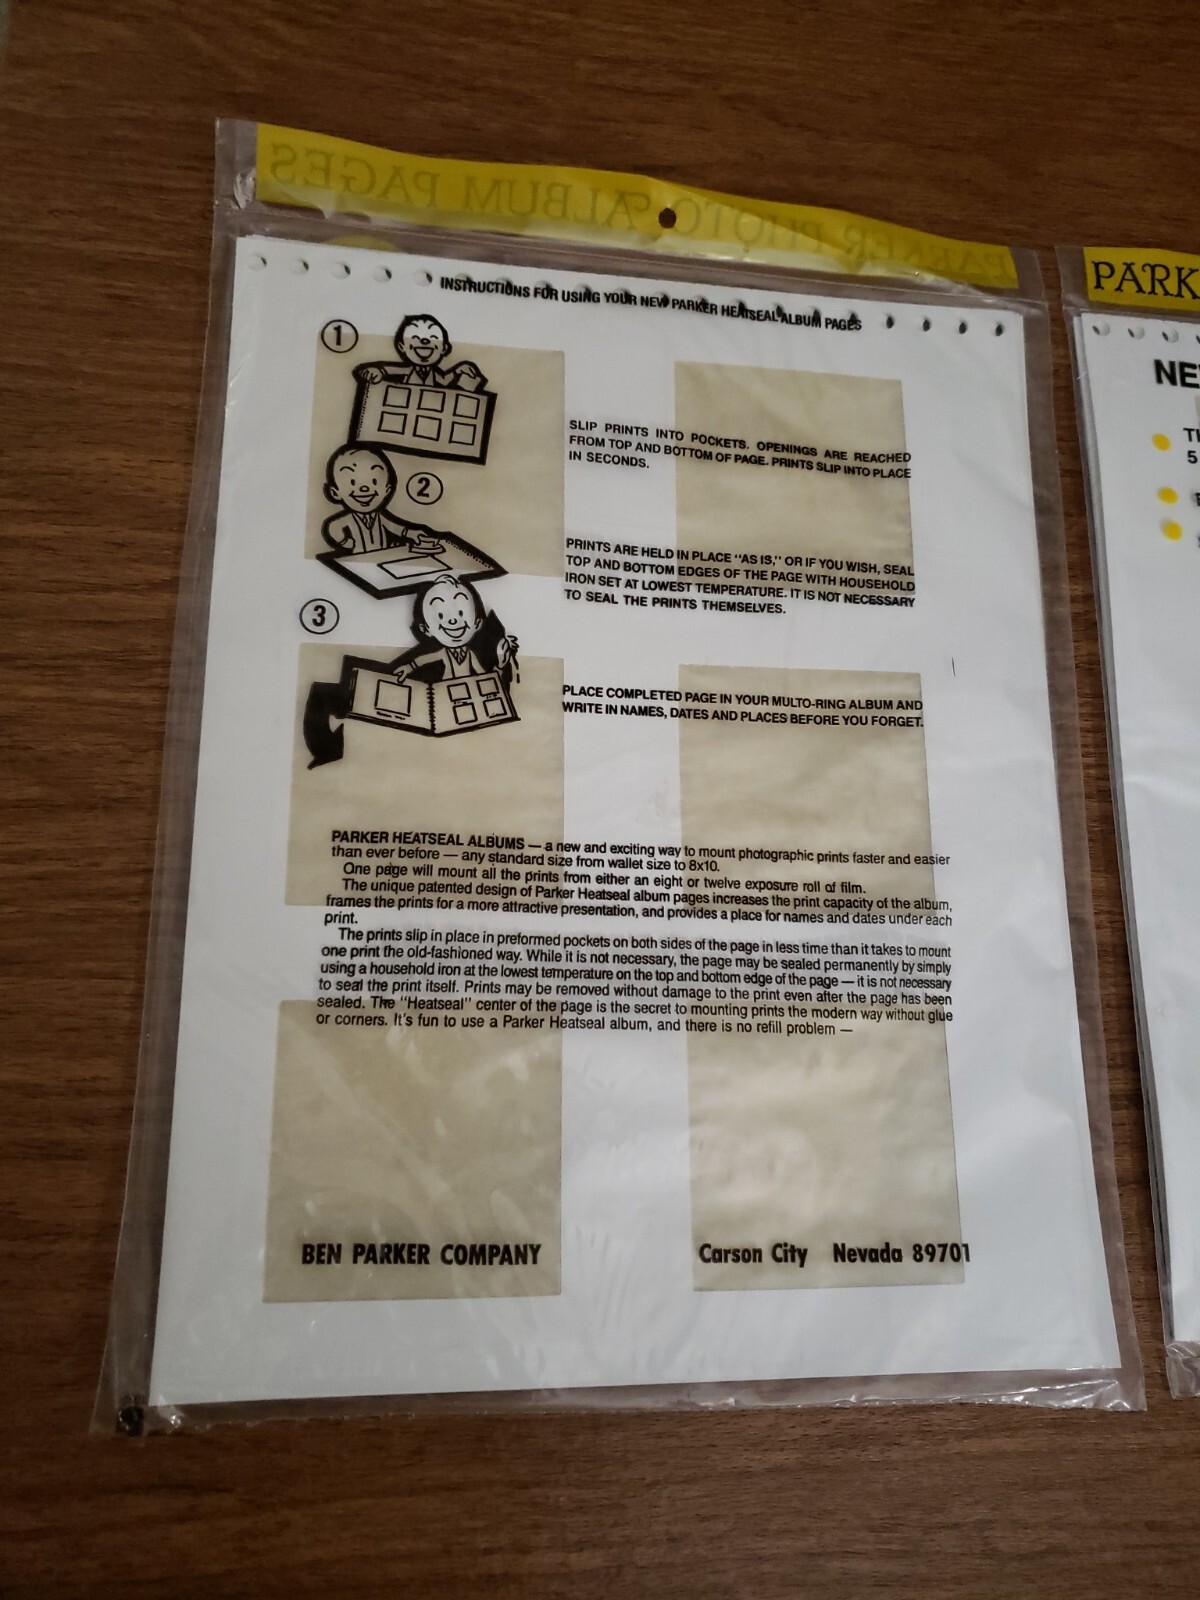 PARKER PHOTO ALBUM PAGES
INSTRUCTIONS FOR USING YOUR NEW PARKER HEATSEAL ALBUM PAGES
1
SLIP PRINTS INTO POCKETS. OPENINGS ARE REACHED
FROM TOP AND BOTTOM OF PAGE. PRINTS SLIP INTO PLACE
IN SECONDS.
2
PRINTS ARE HELD IN PLACE "AS IS," OR IF YOU WISH, SEAL
TOP AND BOTTOM EDGES OF THE PAGE WITH HOUSEHOLD
IRON SET AT LOWEST TEMPERATURE. IT IS NOT NECESSARY
TO SEAL THE PRINTS THEMSELVES.
3
PLACE COMPLETED PAGE IN YOUR MULTO-RING ALBUM AND
WRITE IN NAMES, DATES AND PLACES BEFORE YOU FORGET.
PARKER HEATSEAL ALBUMS — a new and exciting way to mount photographic prints faster and easier
than ever before — any standard size from wallet size to 8x10.
One page will mount all the prints from either an eight or twelve exposure roll of film.
The unique patented design of Parker Heatseal album pages increases the print capacity of the album,
frames the prints for a more attractive presentation, and provides a place for names and dates under each
print.
The prints slip in place in preformed pockets on both sides of the page in less time than it takes to mount
one print the old-fashioned way. While it is not necessary, the page may be sealed permanently by simply
using a household iron at the lowest temperature on the top and bottom edge of the page — it is not necessary
to seal the print itself. Prints may be removed without damage to the print even after the page has been
sealed. The "Heatseal" center of the page is the secret to mounting prints the modern way without glue
or corners. It's fun to use a Parker Heatseal album, and there is no refill problem —
BEN PARKER COMPANY Carson City Nevada 89701
PARK
NE
5